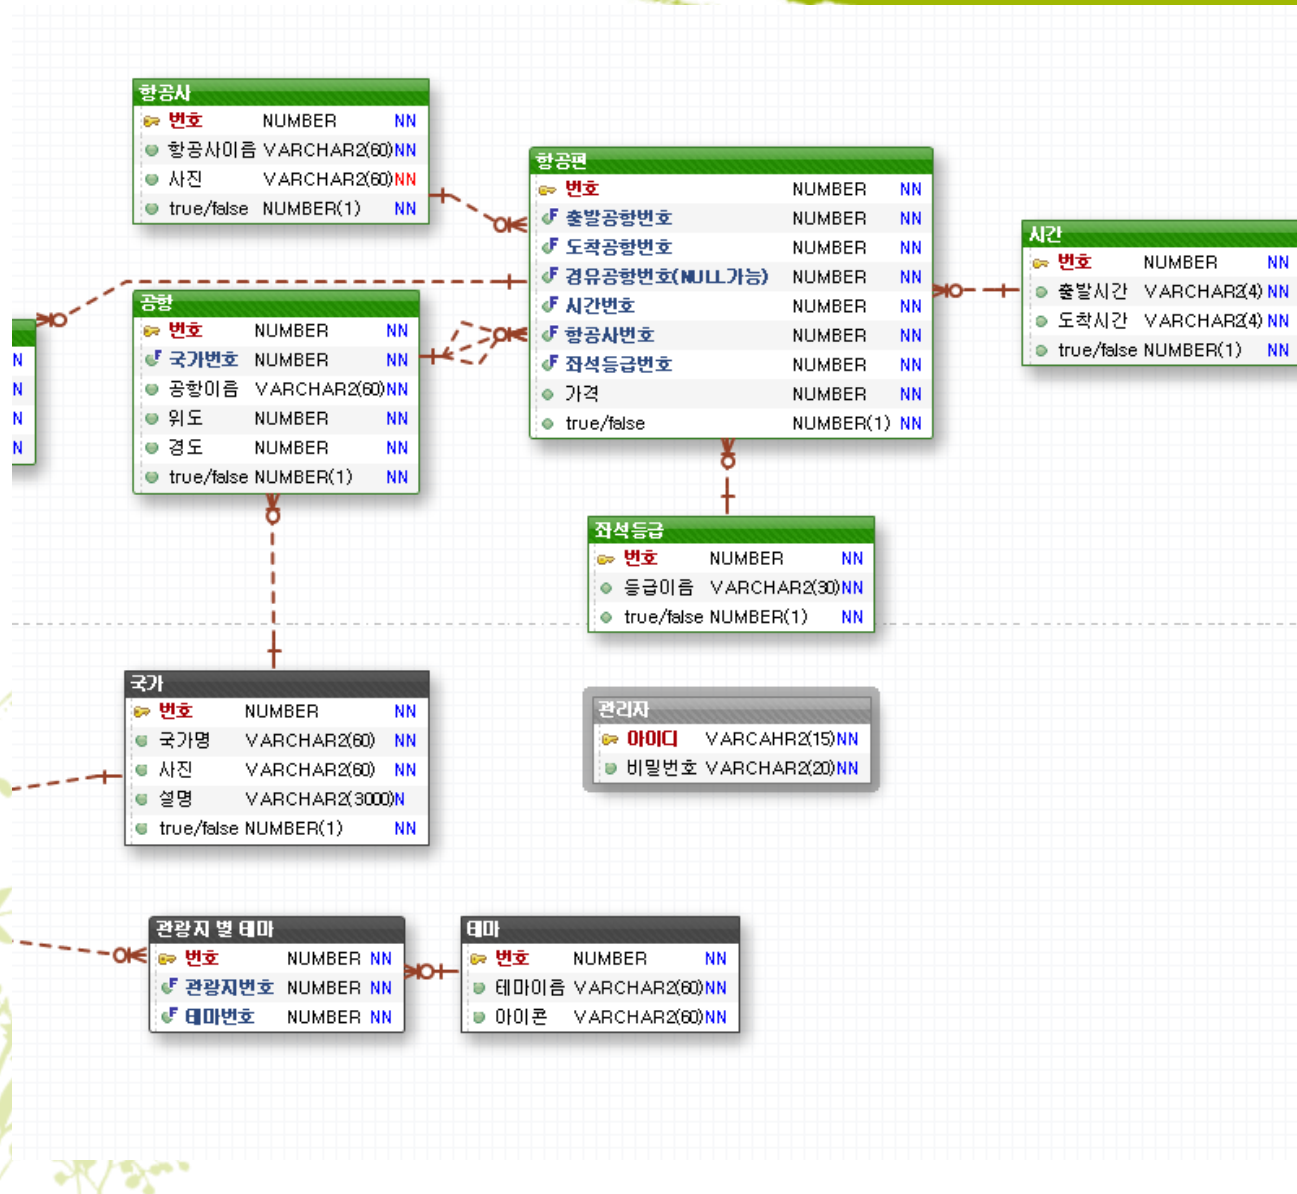 항공사
번호 NUMBER NN
항공사이름 VARCHAR2(60) NN
사진 VARCHAR2(60) NN
true/false NUMBER(1) NN
항공편
번호 NUMBER NN
출발공항번호 NUMBER NN
도착공항번호 NUMBER NN
경유공항번호(NULL가능) NUMBER NN
시간번호 NUMBER NN
항공사번호 NUMBER NN
좌석등급번호 NUMBER NN
가격 NUMBER NN
true/false NUMBER(1) NN
시간
번호 NUMBER NN
출발시간 VARCHAR2(4) NN
도착시간 VARCHAR2(4) NN
true/false NUMBER(1) NN
공항
번호 NUMBER NN
국가번호 NUMBER NN
공항이름 VARCHAR2(60) NN
위도 NUMBER NN
경도 NUMBER NN
true/false NUMBER(1) NN
N
N
N
N
좌석등급
번호 NUMBER NN
등급이름 VARCHAR2(30) NN
true/false NUMBER(1) NN
국가
번호 NUMBER NN
국가명 VARCHAR2(60) NN
사진 VARCHAR2(60) NN
설명 VARCHAR2(3000) N
true/false NUMBER(1) NN
관리자
아이디 VARCAHR2(15) NN
비밀번호 VARCHAR2(20) NN
관광지 별 테마
번호 NUMBER NN
관광지번호 NUMBER NN
테마번호 NUMBER NN
테마
번호 NUMBER NN
테마이름 VARCHAR2(60) NN
아이콘 VARCHAR2(60) NN